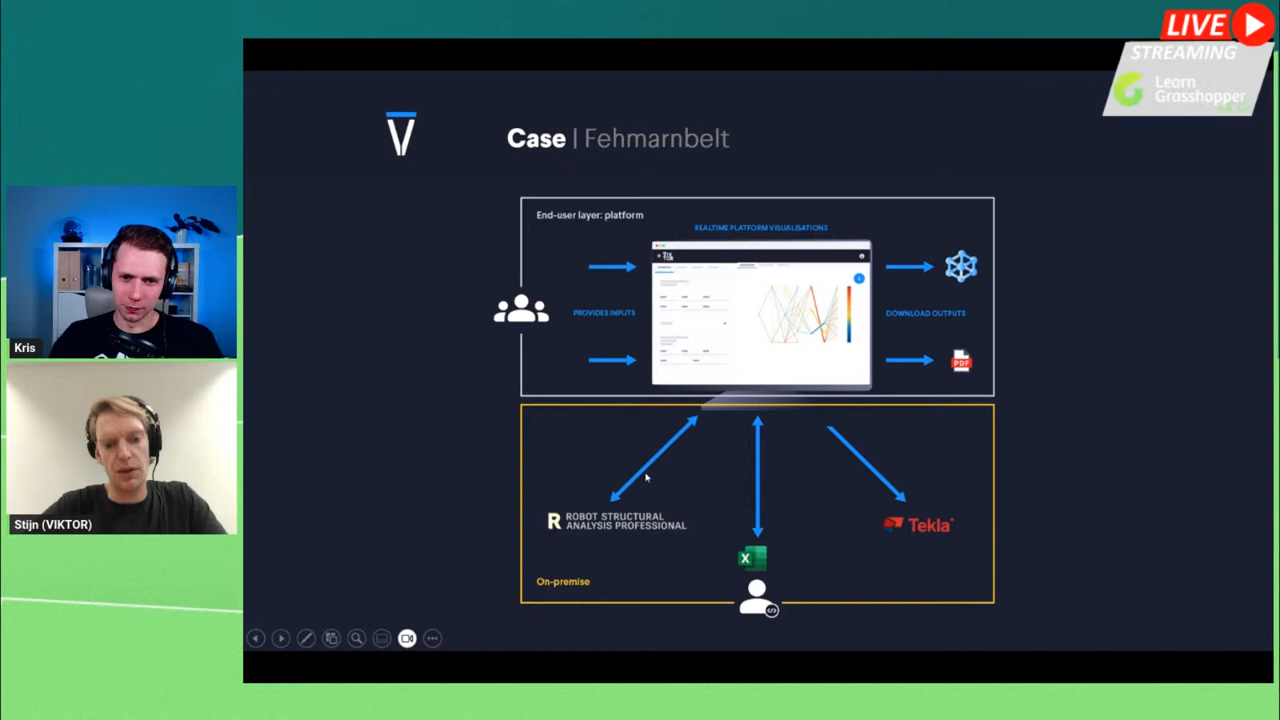 LIVE
STREAMING
Learn
Grasshopper
Case | Fehmarnbelt
End-user layer: platform
REALTIME PLATFORM VISUALISATIONS
PROVIDES INPUTS
DOWNLOAD OUTPUTS
PDF
Kris
R ROBOT STRUCTURAL
ANALYSIS PROFESSIONAL
Tekla
X
On-premise
Stijn (VIKTOR)